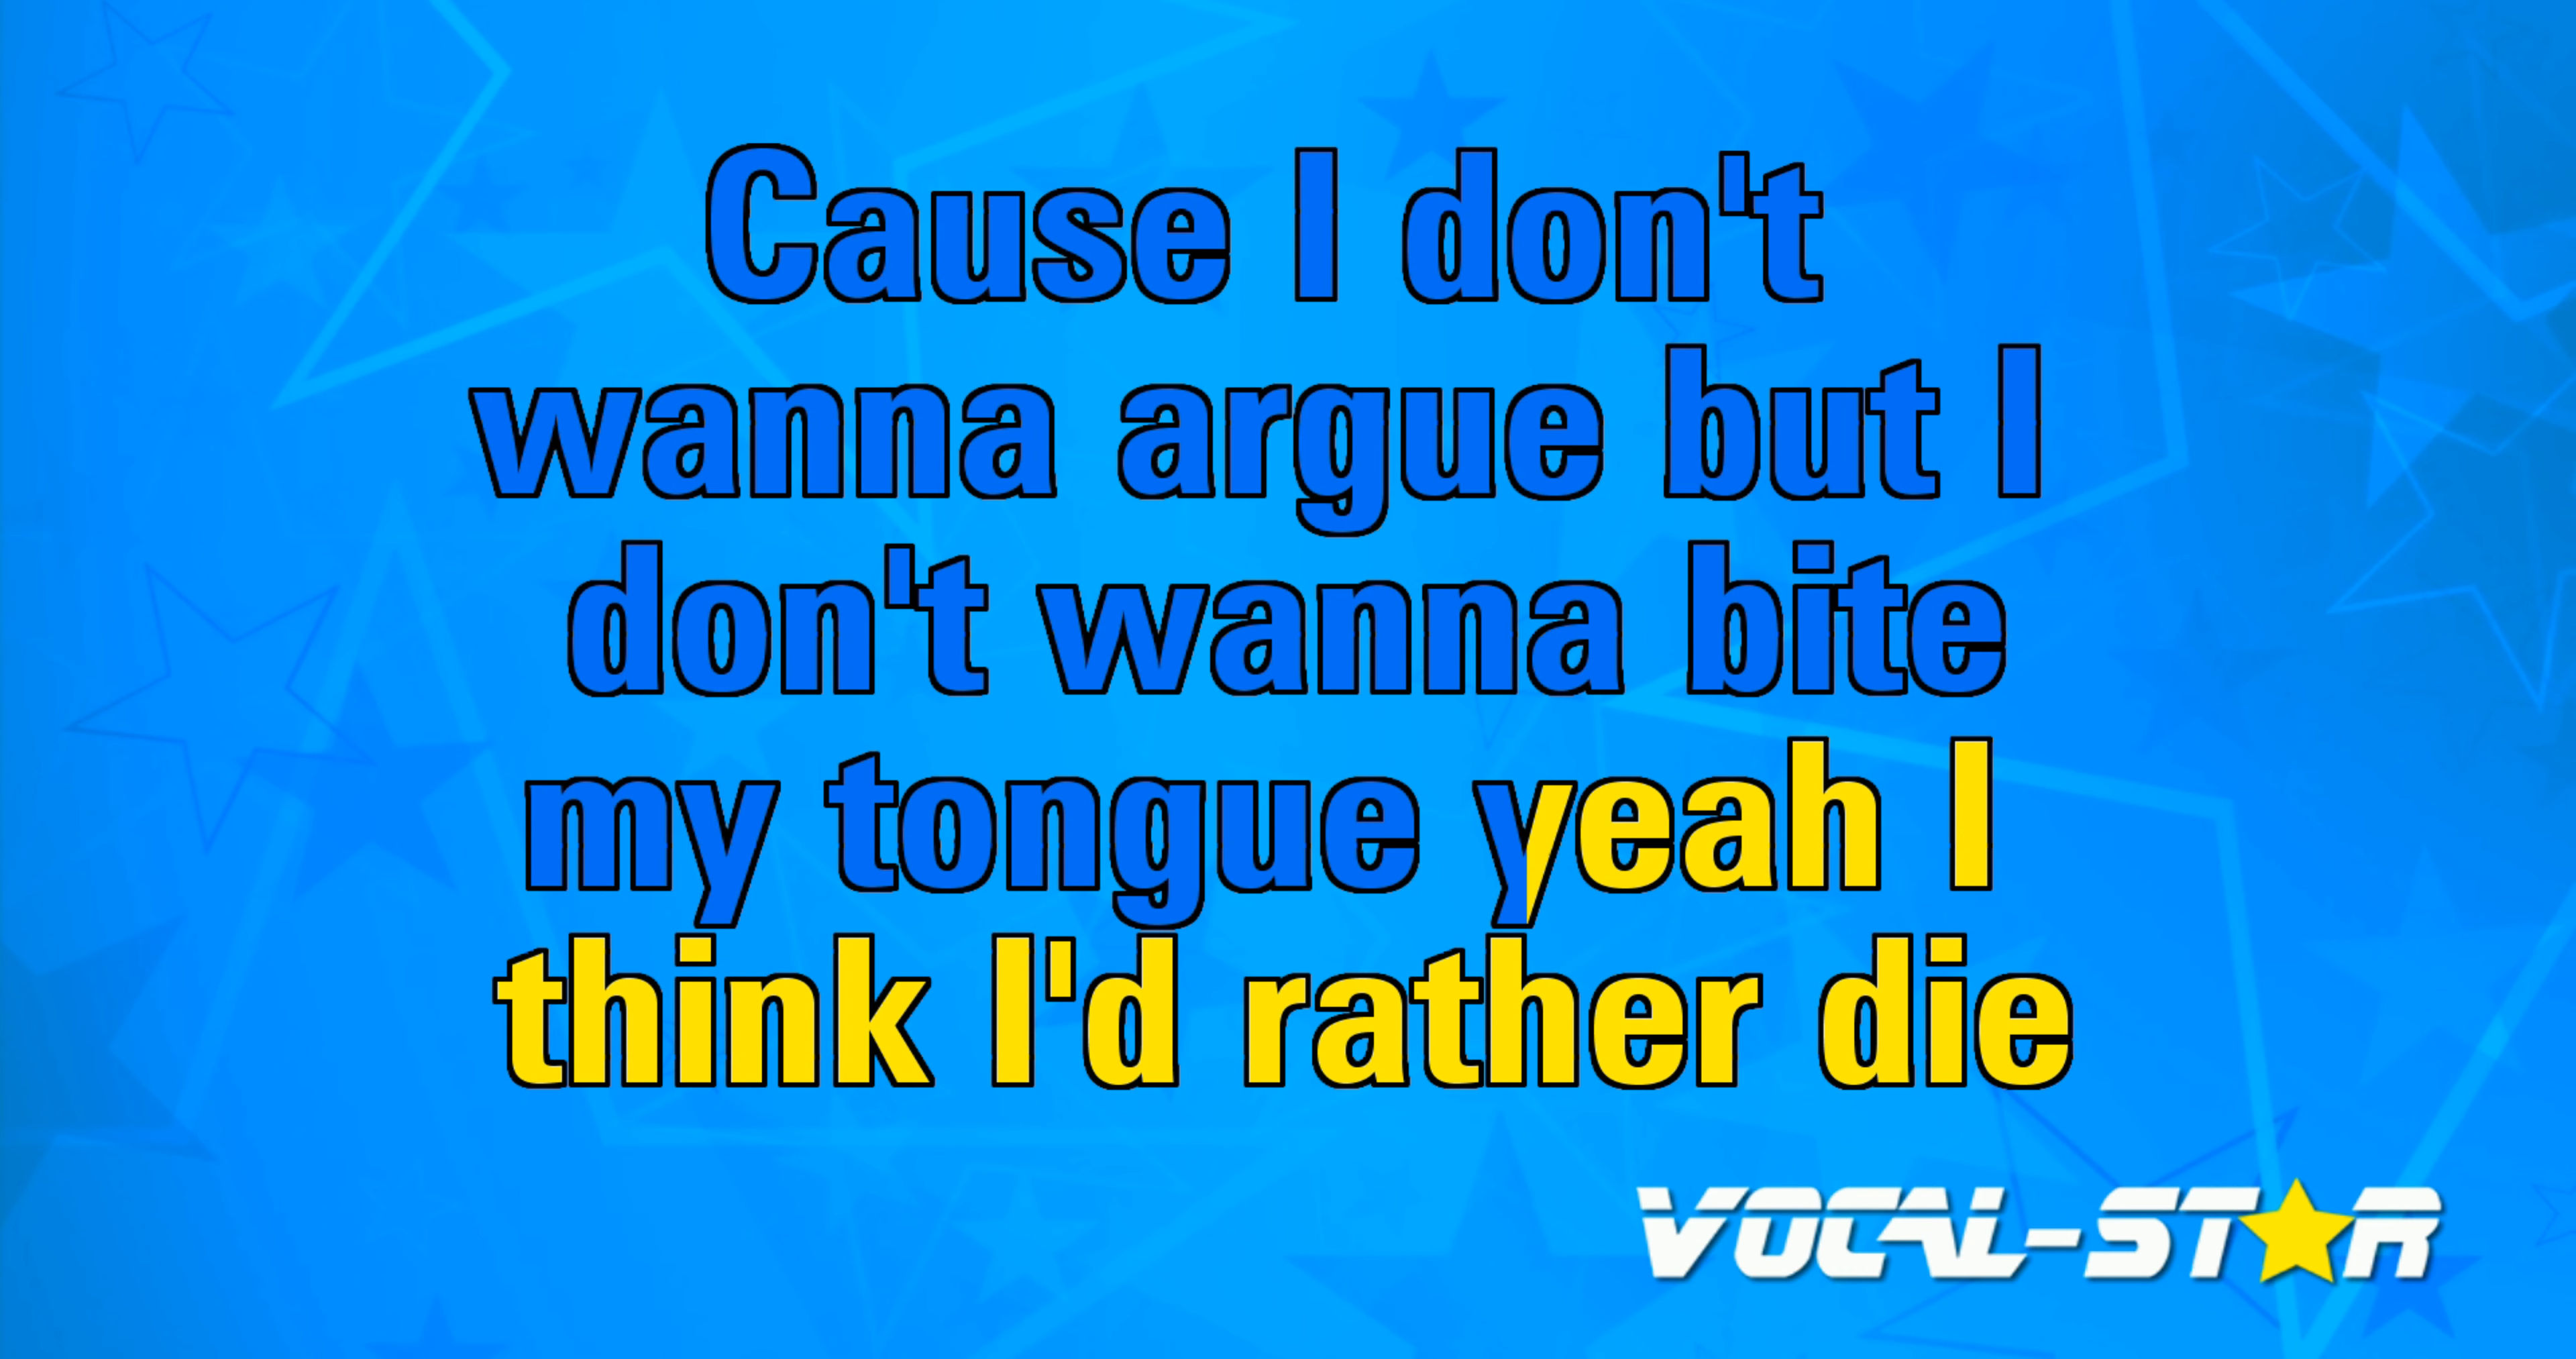 Cause I don't
wanna argue but I
don't wanna bite
my tongue yeah I
think I'd rather die
VOCAL-STAR